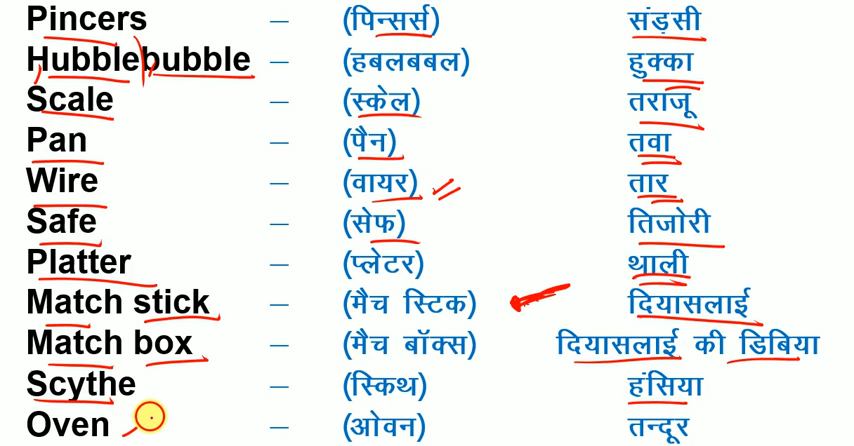 Pincers – (पिन्सर्स) संड़सी
Hubblebubble – (हबलबबल) हुक्का
Scale – (स्केल) तराजू
Pan – (पैन) तवा
Wire – (वायर) तार
Safe – (सेफ) तिजोरी
Platter – (प्लेटर) थाली
Match stick – (मैच स्टिक) दियासलाई
Match box – (मैच बॉक्स) दियासलाई की डिबिया
Scythe – (स्किथ) हंसिया
Oven – (ओवन) तन्दूर